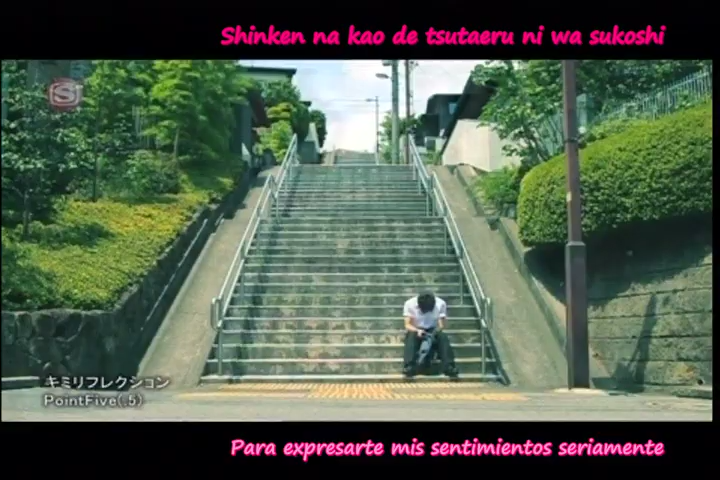 Shinken na kao de tsutaeru ni wa sukoshi
S
キミリフレクション
PointFive(.5)
Para expresarte mis sentimientos seriamente